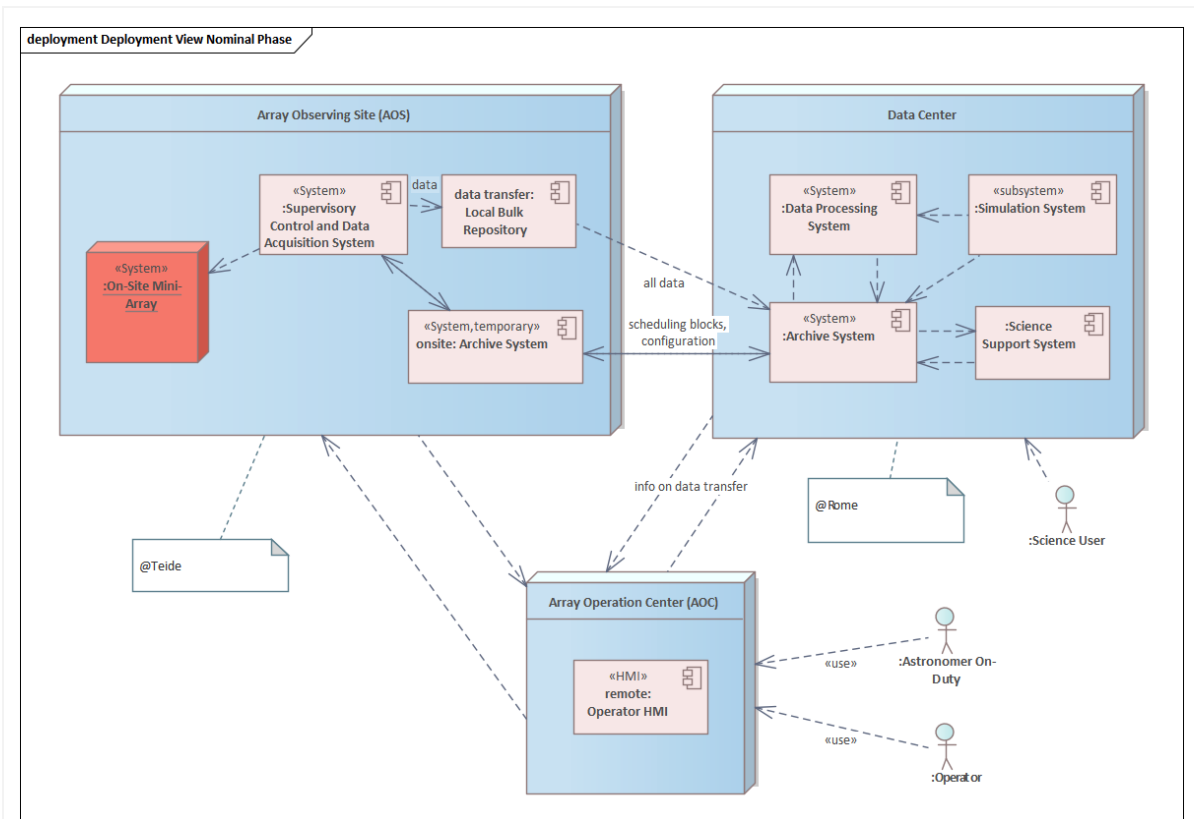 deployment Deployment View Nominal Phase
Array Observing Site (AOS)
«System»
:Supervisory
Control and Data
Acquisition System
data
data transfer:
Local Bulk
Repository
«System»
:On-Site Mini-
Array
«System,temporary»
onsite: Archive System
all data
scheduling blocks,
configuration
Data Center
«System»
:Data Processing
System
«subsystem»
:Simulation System
«System»
:Archive System
:Science
Support System
info on data transfer
@Teide
@Rome
:Science User
Array Operation Center (AOC)
«HMI»
remote:
Operator HMI
«use»
:Astronomer On-
Duty
«use»
:Operator